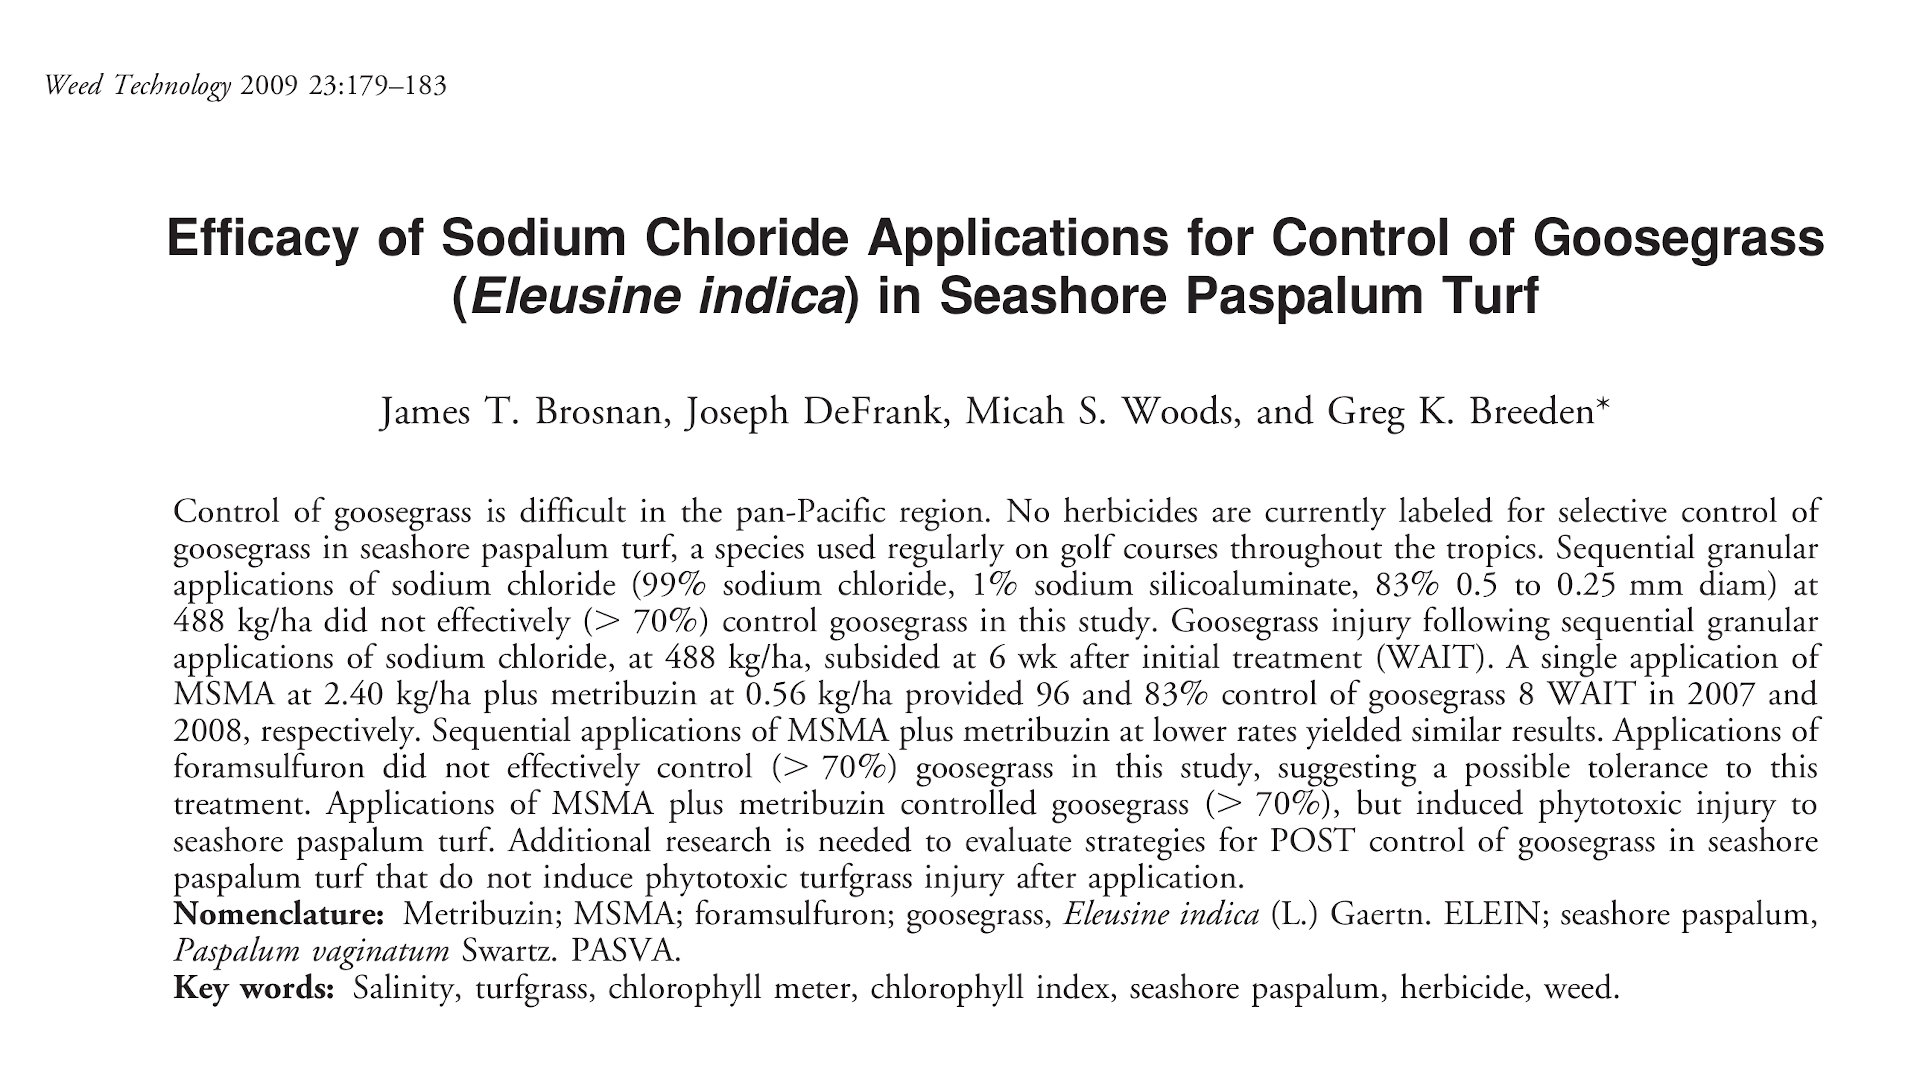 Weed Technology 2009 23:179–183
Efficacy of Sodium Chloride Applications for Control of Goosegrass
(Eleusine indica) in Seashore Paspalum Turf
James T. Brosnan, Joseph DeFrank, Micah S. Woods, and Greg K. Breeden*
Control of goosegrass is difficult in the pan-Pacific region. No herbicides are currently labeled for selective control of
goosegrass in seashore paspalum turf, a species used regularly on golf courses throughout the tropics. Sequential granular
applications of sodium chloride (99% sodium chloride, 1% sodium silicoaluminate, 83% 0.5 to 0.25 mm diam) at
488 kg/ha did not effectively (> 70%) control goosegrass in this study. Goosegrass injury following sequential granular
applications of sodium chloride, at 488 kg/ha, subsided at 6 wk after initial treatment (WAIT). A single application of
MSMA at 2.40 kg/ha plus metribuzin at 0.56 kg/ha provided 96 and 83% control of goosegrass 8 WAIT in 2007 and
2008, respectively. Sequential applications of MSMA plus metribuzin at lower rates yielded similar results. Applications of
foramsulfuron did not effectively control (> 70%) goosegrass in this study, suggesting a possible tolerance to this
treatment. Applications of MSMA plus metribuzin controlled goosegrass (> 70%), but induced phytotoxic injury to
seashore paspalum turf. Additional research is needed to evaluate strategies for POST control of goosegrass in seashore
paspalum turf that do not induce phytotoxic turfgrass injury after application.
Nomenclature: Metribuzin; MSMA; foramsulfuron; goosegrass, Eleusine indica (L.) Gaertn. ELEIN; seashore paspalum,
Paspalum vaginatum Swartz. PASVA.
Key words: Salinity, turfgrass, chlorophyll meter, chlorophyll index, seashore paspalum, herbicide, weed.